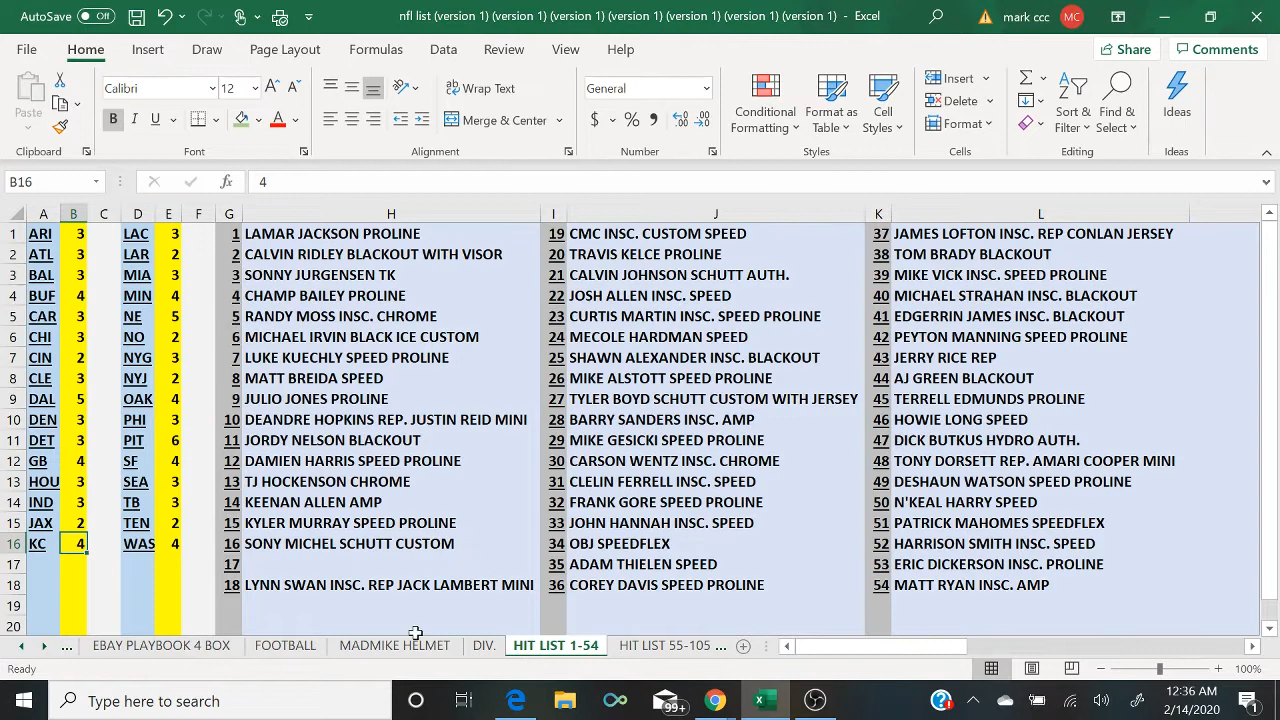 AutoSave Off nfl list (version 1) (version 1) (version 1) (version 1) (version 1) (version 1) (version 1) - Excel mark ccc MC
File Home Insert Draw Page Layout Formulas Data Review View Help Share Comments
Paste Calibri 12 Wrap Text General Conditional Formatting Format as Table Cell Styles Insert Sort & Filter Find & Select Ideas
B I U Merge & Center $ % Delete
Format
Clipboard Font Alignment Number Styles Cells Editing Ideas
B16 fx 4
A B C D E F G H I J K L
1 ARI 3 LAC 3 1 LAMAR JACKSON PROLINE 19 CMC INSC. CUSTOM SPEED 37 JAMES LOFTON INSC. REP CONLAN JERSEY
2 ATL 3 LAR 2 2 CALVIN RIDLEY BLACKOUT WITH VISOR 20 TRAVIS KELCE PROLINE 38 TOM BRADY BLACKOUT
3 BAL 3 MIA 3 3 SONNY JURGENSEN TK 21 CALVIN JOHNSON SCHUTT AUTH. 39 MIKE VICK INSC. SPEED PROLINE
4 BUF 4 MIN 4 4 CHAMP BAILEY PROLINE 22 JOSH ALLEN INSC. SPEED 40 MICHAEL STRAHAN INSC. BLACKOUT
5 CAR 3 NE 5 5 RANDY MOSS INSC. CHROME 23 CURTIS MARTIN INSC. SPEED PROLINE 41 EDGERRIN JAMES INSC. BLACKOUT
6 CHI 3 NO 2 6 MICHAEL IRVIN BLACK ICE CUSTOM 24 MECOLE HARDMAN SPEED 42 PEYTON MANNING SPEED PROLINE
7 CIN 2 NYG 3 7 LUKE KUECHLY SPEED PROLINE 25 SHAWN ALEXANDER INSC. BLACKOUT 43 JERRY RICE REP
8 CLE 3 NYJ 2 8 MATT BREIDA SPEED 26 MIKE ALSTOTT SPEED PROLINE 44 AJ GREEN BLACKOUT
9 DAL 5 OAK 4 9 JULIO JONES PROLINE 27 TYLER BOYD SCHUTT CUSTOM WITH JERSEY 45 TERRELL EDMUNDS PROLINE
10 DEN 3 PHI 3 10 DEANDRE HOPKINS REP. JUSTIN REID MINI 28 BARRY SANDERS INSC. AMP 46 HOWIE LONG SPEED
11 DET 3 PIT 6 11 JORDY NELSON BLACKOUT 29 MIKE GESICKI SPEED PROLINE 47 DICK BUTKUS HYDRO AUTH.
12 GB 4 SF 4 12 DAMIEN HARRIS SPEED PROLINE 30 CARSON WENTZ INSC. CHROME 48 TONY DORSETT REP. AMARI COOPER MINI
13 HOU 3 SEA 3 13 TJ HOCKENSON CHROME 31 CLELIN FERRELL INSC. SPEED 49 DESHAUN WATSON SPEED PROLINE
14 IND 3 TB 3 14 KEENAN ALLEN AMP 32 FRANK GORE SPEED PROLINE 50 N'KEAL HARRY SPEED
15 JAX 2 TEN 2 15 KYLER MURRAY SPEED PROLINE 33 JOHN HANNAH INSC. SPEED 51 PATRICK MAHOMES SPEEDFLEX
16 KC 4 WAS 4 16 SONY MICHEL SCHUTT CUSTOM 34 OBJ SPEEDFLEX 52 HARRISON SMITH INSC. SPEED
17 17 35 ADAM THIELEN SPEED 53 ERIC DICKERSON INSC. PROLINE
18 18 LYNN SWAN INSC. REP JACK LAMBERT MINI 36 COREY DAVIS SPEED PROLINE 54 MATT RYAN INSC. AMP
19
20
... EBAY PLAYBOOK 4 BOX FOOTBALL MADMIKE HELMET DIV. HIT LIST 1-54 HIT LIST 55-105 ...
Ready 100%
Type here to search 99+ 12:36 AM
2/14/2020 1